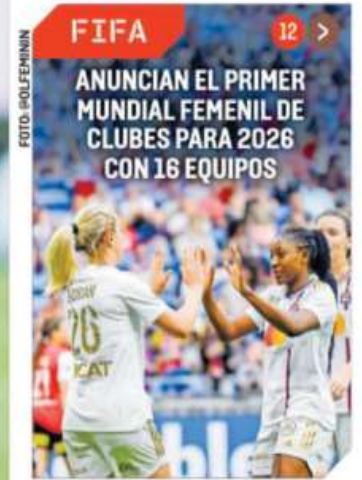 FIFA
12 >
FOTO: @OLFEMININ
ANUNCIAN EL PRIMER
MUNDIAL FEMENIL DE
CLUBES PARA 2026
CON 16 EQUIPOS
26